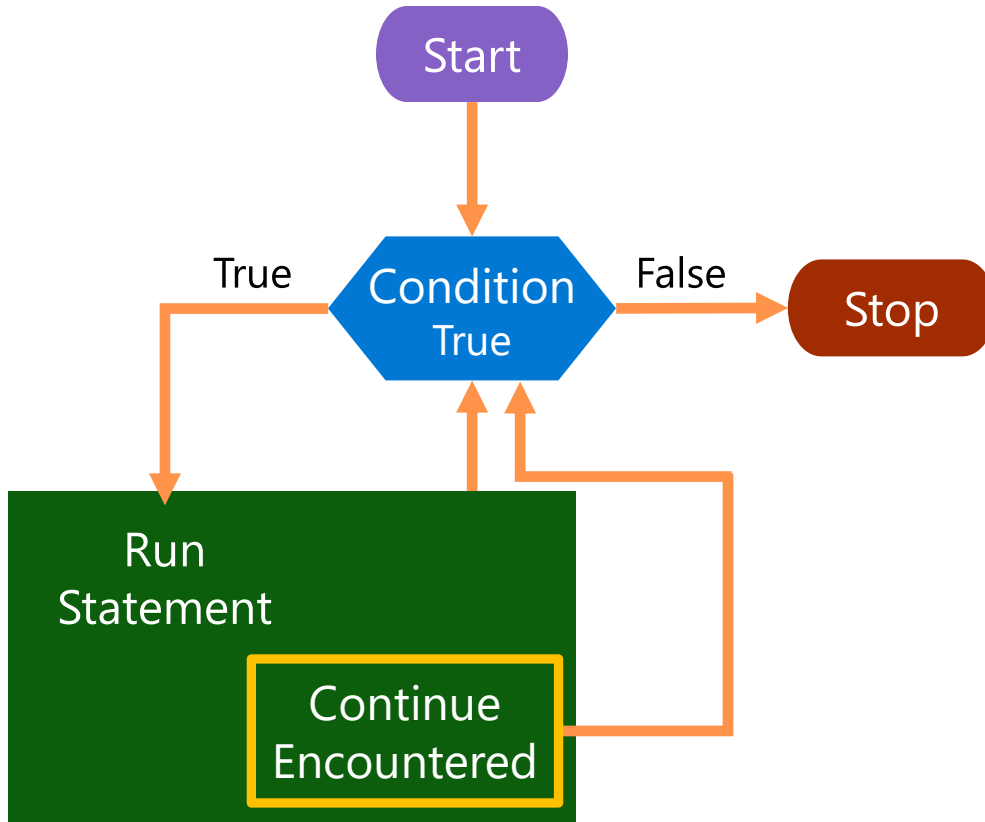 Start
True
Condition
True
False
Stop
Run
Statement
Continue
Encountered